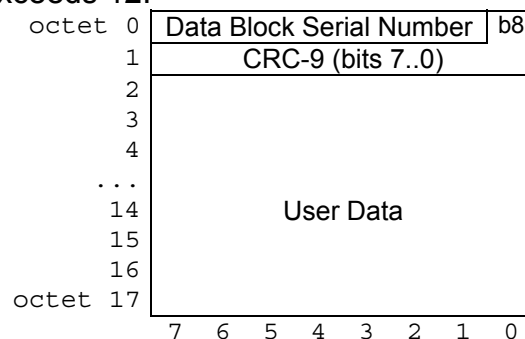 exceeds 12.
octet 0 Data Block Serial Number b8
1 CRC-9 (bits 7..0)
2
3
4
...
14 User Data
15
16
octet 17
7 6 5 4 3 2 1 0